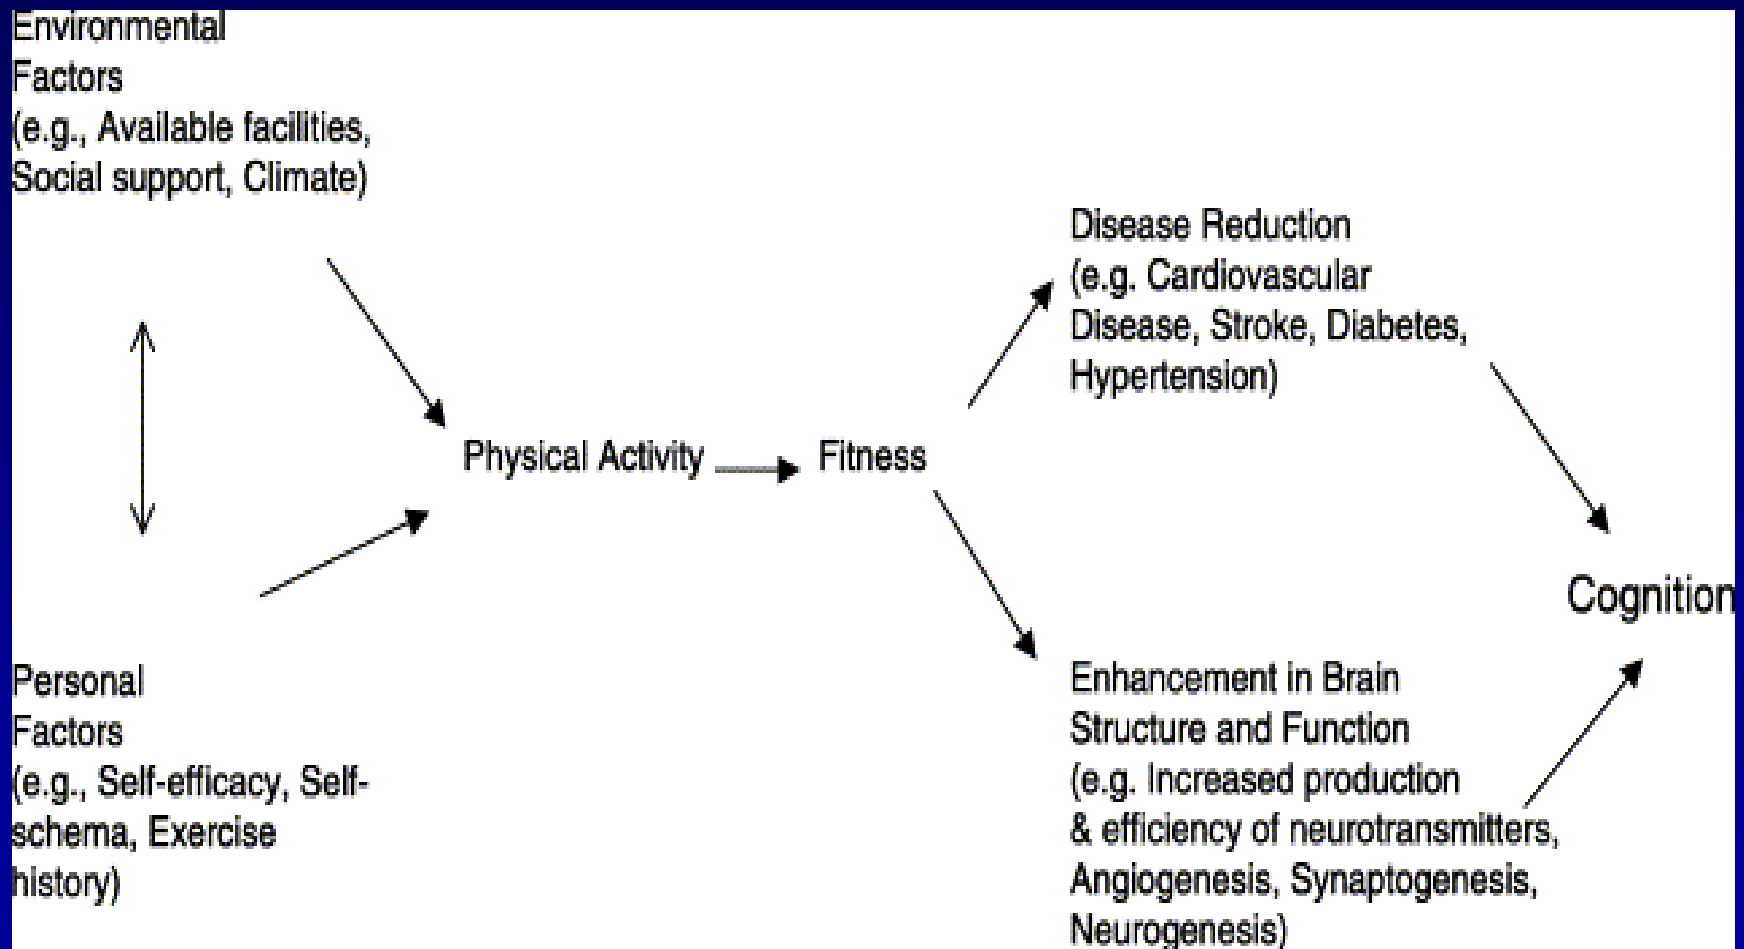 Environmental
Factors
(e.g., Available facilities,
Social support, Climate)
Disease Reduction
(e.g. Cardiovascular
Disease, Stroke, Diabetes,
Hypertension)
Physical Activity
Fitness
Cognition
Personal
Factors
(e.g., Self-efficacy, Self-
schema, Exercise
history)
Enhancement in Brain
Structure and Function
(e.g. Increased production
& efficiency of neurotransmitters,
Angiogenesis, Synaptogenesis,
Neurogenesis)